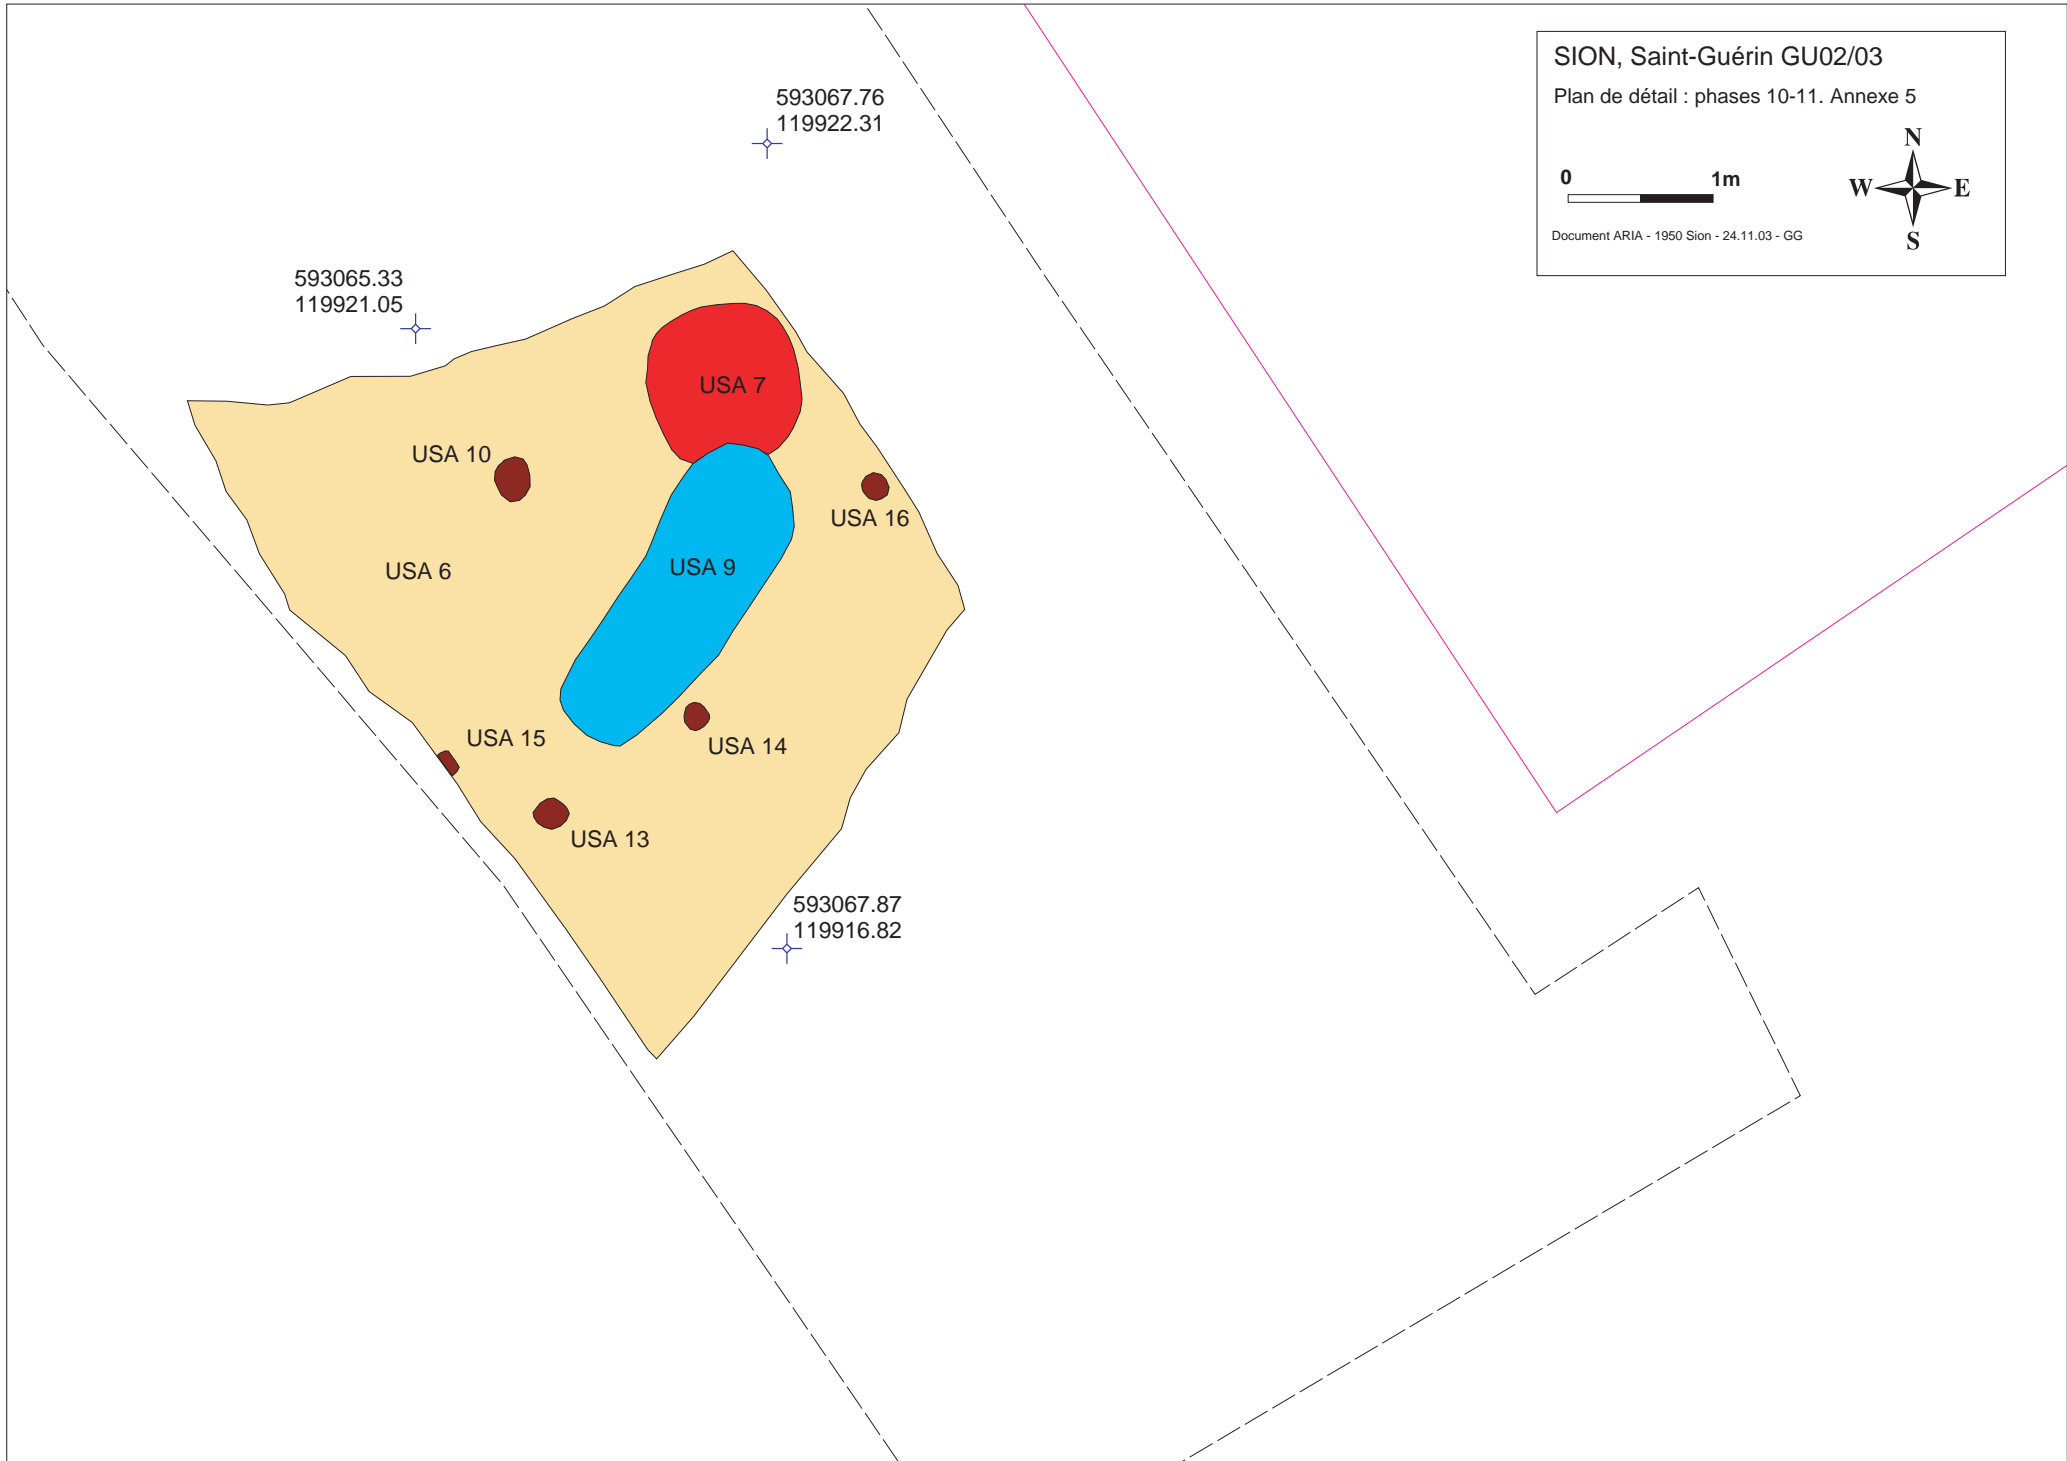 SION, Saint-Guérin GU02/03
Plan de détail : phases 10-11. Annexe 5
N
0 1m
W E
Document ARIA - 1950 Sion - 24.11.03 - GG
S
593067.76
119922.31
593065.33
119921.05
USA 7
USA 10
USA 16
USA 9
USA 6
USA 15
USA 14
USA 13
593067.87
119916.82